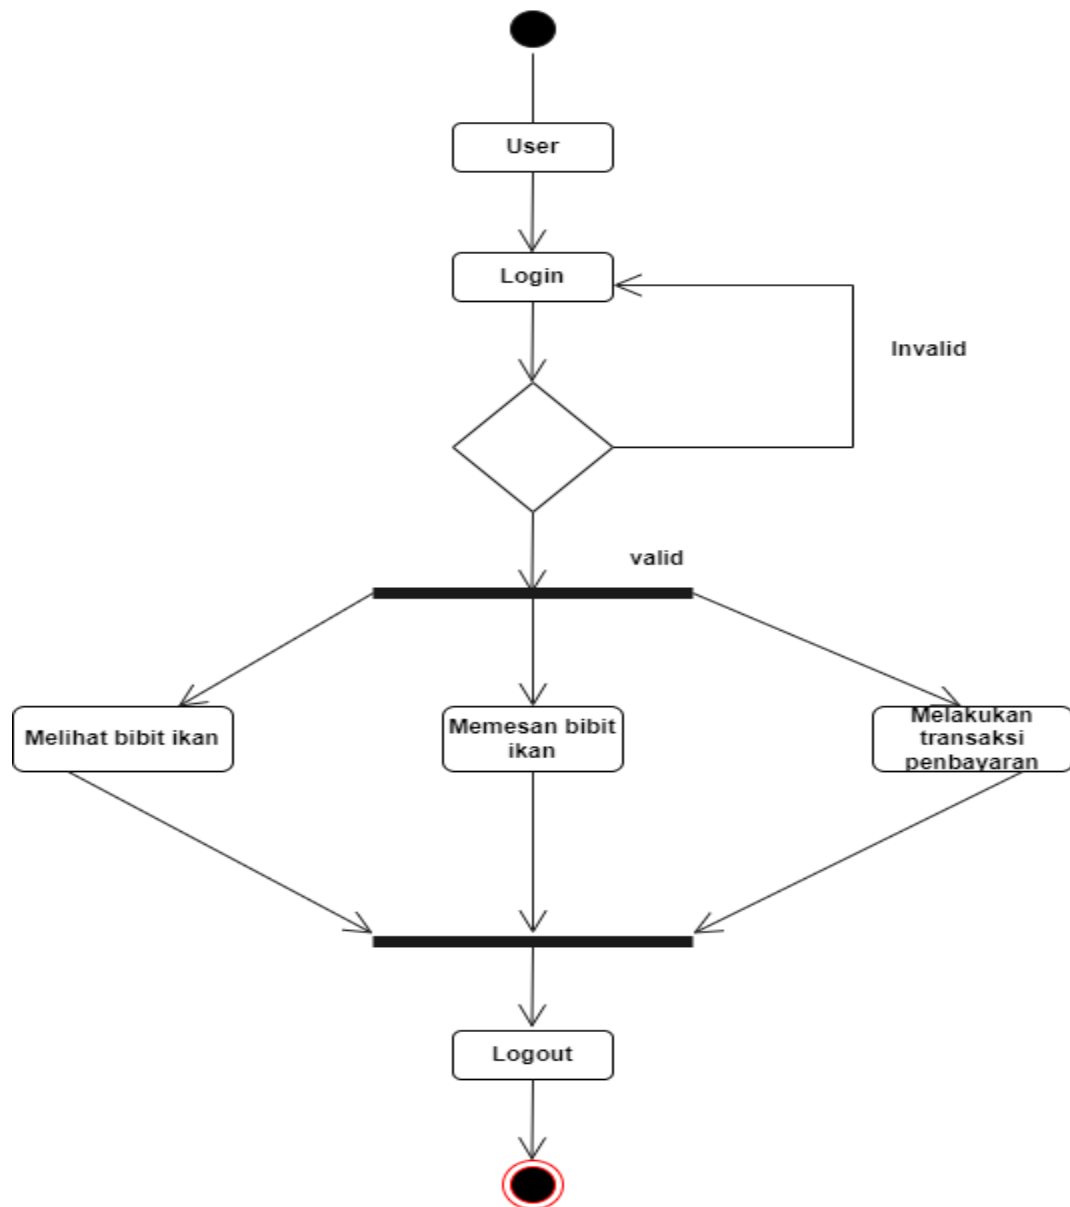 User
Login
Invalid
valid
Melihat bibit ikan
Memesan bibit
ikan
Melakukan
transaksi
penbayaran
Logout